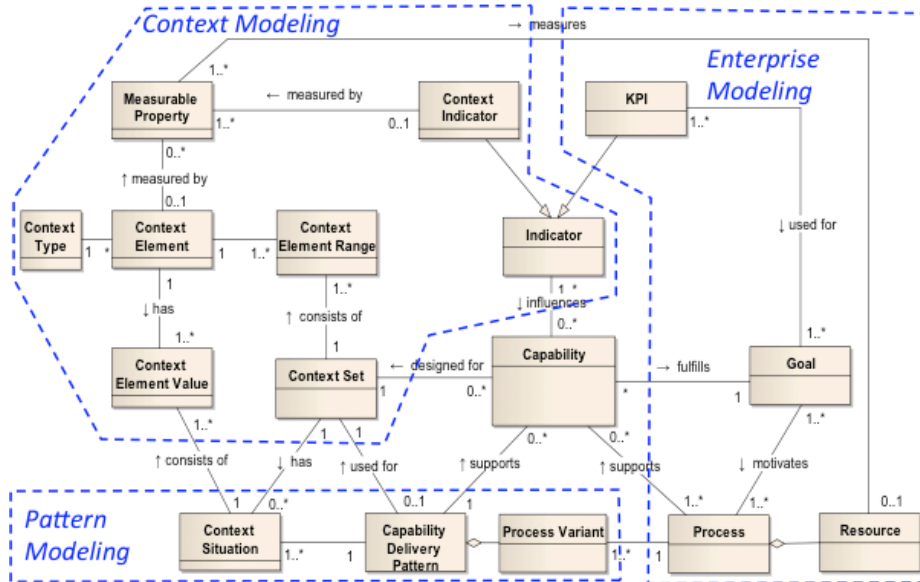 Context Modeling
→ measures
Enterprise
Modeling
1..*
Measurable
Property
← measured by
1..*
0..1
Context
Indicator
KPI
1..*
0..*
↑ measured by
0..1
↓ used for
Context
Type
1
*
Context
Element
1
1..*
Context
Element Range
Indicator
1
↓ has
1..*
1..*
↑ consists of
1
1..*
↓ influences
0..*
1..*
Context
Element Value
Context Set
1
← designed for
0..*
Capability
*
→ fulfills
1
Goal
1..*
↑ consists of
1
1
↓ has
0..*
1
↑ used for
0..1
0..*
↑ supports
1
0..*
↑ supports
1..*
1..*
↓ motivates
1..*
0..1
Pattern
Modeling
Context
Situation
1..*
1
Capability
Delivery
Pattern
Process Variant
1..*
1
Process
Resource